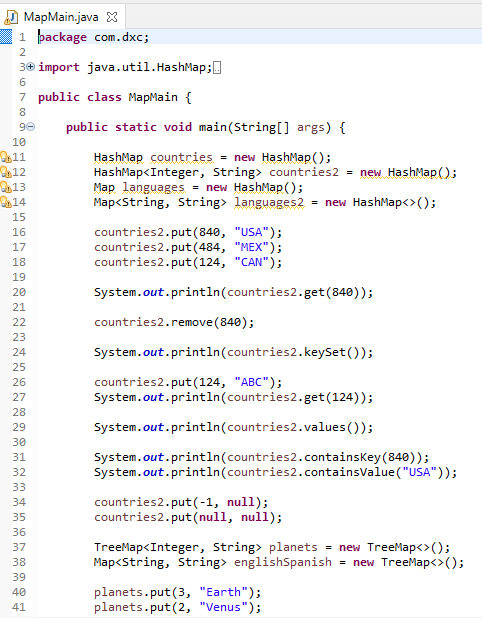 MapMain.java
1 package com.dxc;
2
3 import java.util.HashMap;
6
7 public class MapMain {
8
9     public static void main(String[] args) {
10
11         HashMap countries = new HashMap();
12         HashMap<Integer, String> countries2 = new HashMap();
13         Map languages = new HashMap();
14         Map<String, String> languages2 = new HashMap<>();
15
16         countries2.put(840, "USA");
17         countries2.put(484, "MEX");
18         countries2.put(124, "CAN");
19
20         System.out.println(countries2.get(840));
21
22         countries2.remove(840);
23
24         System.out.println(countries2.keySet());
25
26         countries2.put(124, "ABC");
27         System.out.println(countries2.get(124));
28
29         System.out.println(countries2.values());
30
31         System.out.println(countries2.containsKey(840));
32         System.out.println(countries2.containsValue("USA"));
33
34         countries2.put(-1, null);
35         countries2.put(null, null);
36
37         TreeMap<Integer, String> planets = new TreeMap<>();
38         Map<String, String> englishSpanish = new TreeMap<>();
39
40         planets.put(3, "Earth");
41         planets.put(2, "Venus");